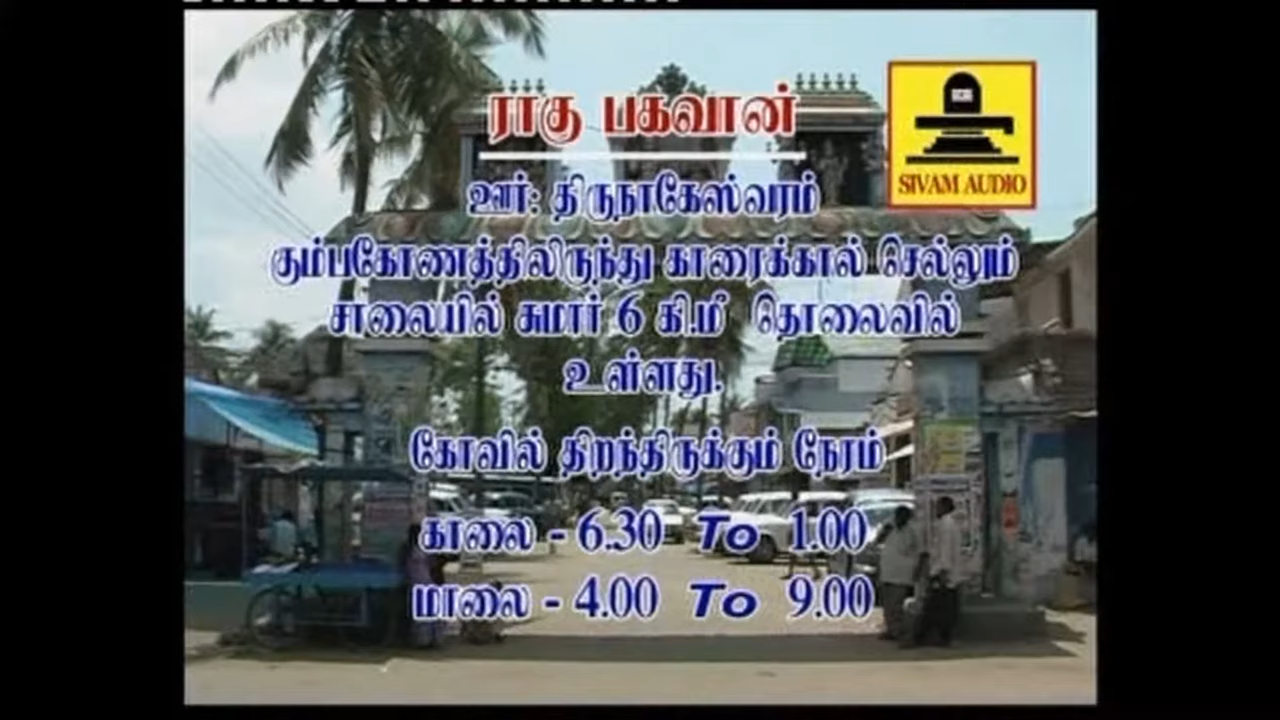 ராகு பகவான்
SIVAM AUDIO
ஊர்: திருநாகேஸ்வரம்
கும்பகோணத்திலிருந்து காரைக்கால் செல்லும்
சாலையில் சுமார் 6 கி.மீ தொலைவில்
உள்ளது.
கோவில் திறந்திருக்கும் நேரம்
காலை - 6.30 To 1.00
மாலை - 4.00 To 9.00